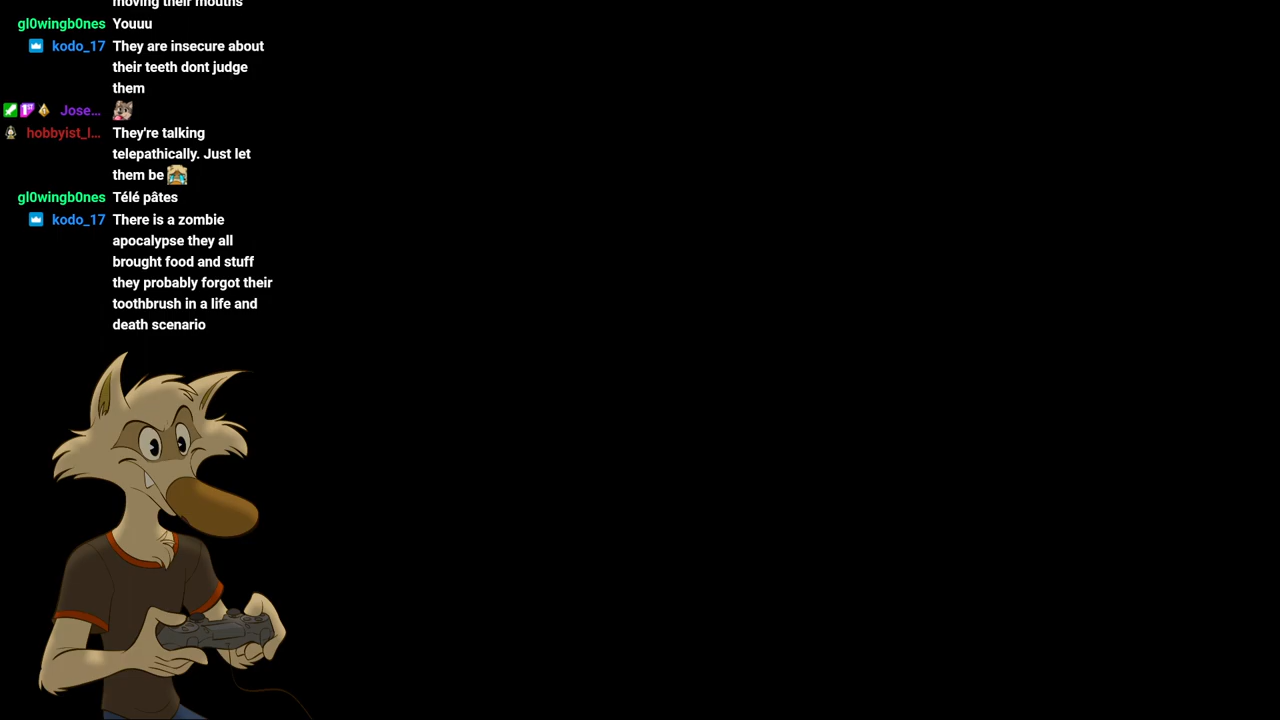 moving their mouths
gl0wingb0nes Youuu
kodo_17 They are insecure about
their teeth dont judge
them
Jose...
hobbyist_l... They're talking
telepathically. Just let
them be
gl0wingb0nes Télé pâtes
kodo_17 There is a zombie
apocalypse they all
brought food and stuff
they probably forgot their
toothbrush in a life and
death scenario